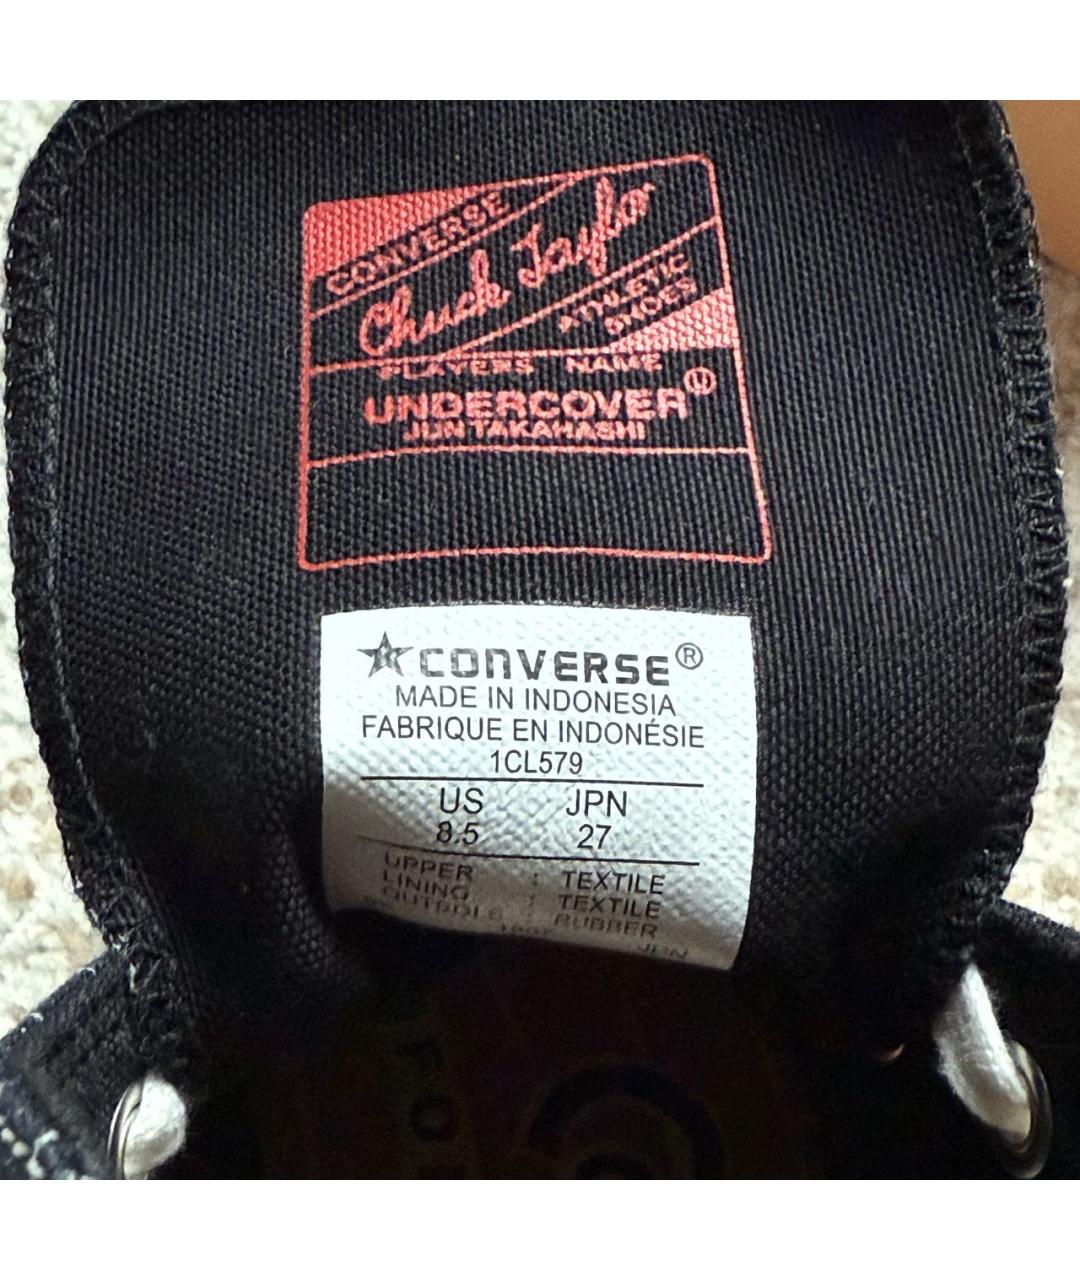 CONVERSE
Chuck Taylor
ATHLETIC
SHOES
PLAYERS NAME
UNDERCOVER Ⓤ
JUN TAKAHASHI
CONVERSE®
MADE IN INDONESIA
FABRIQUE EN INDONÉSIE
1CL579
US JPN
8.5 27
UPPER : TEXTILE
LINING : TEXTILE
OUTSOLE : RUBBER
JPN